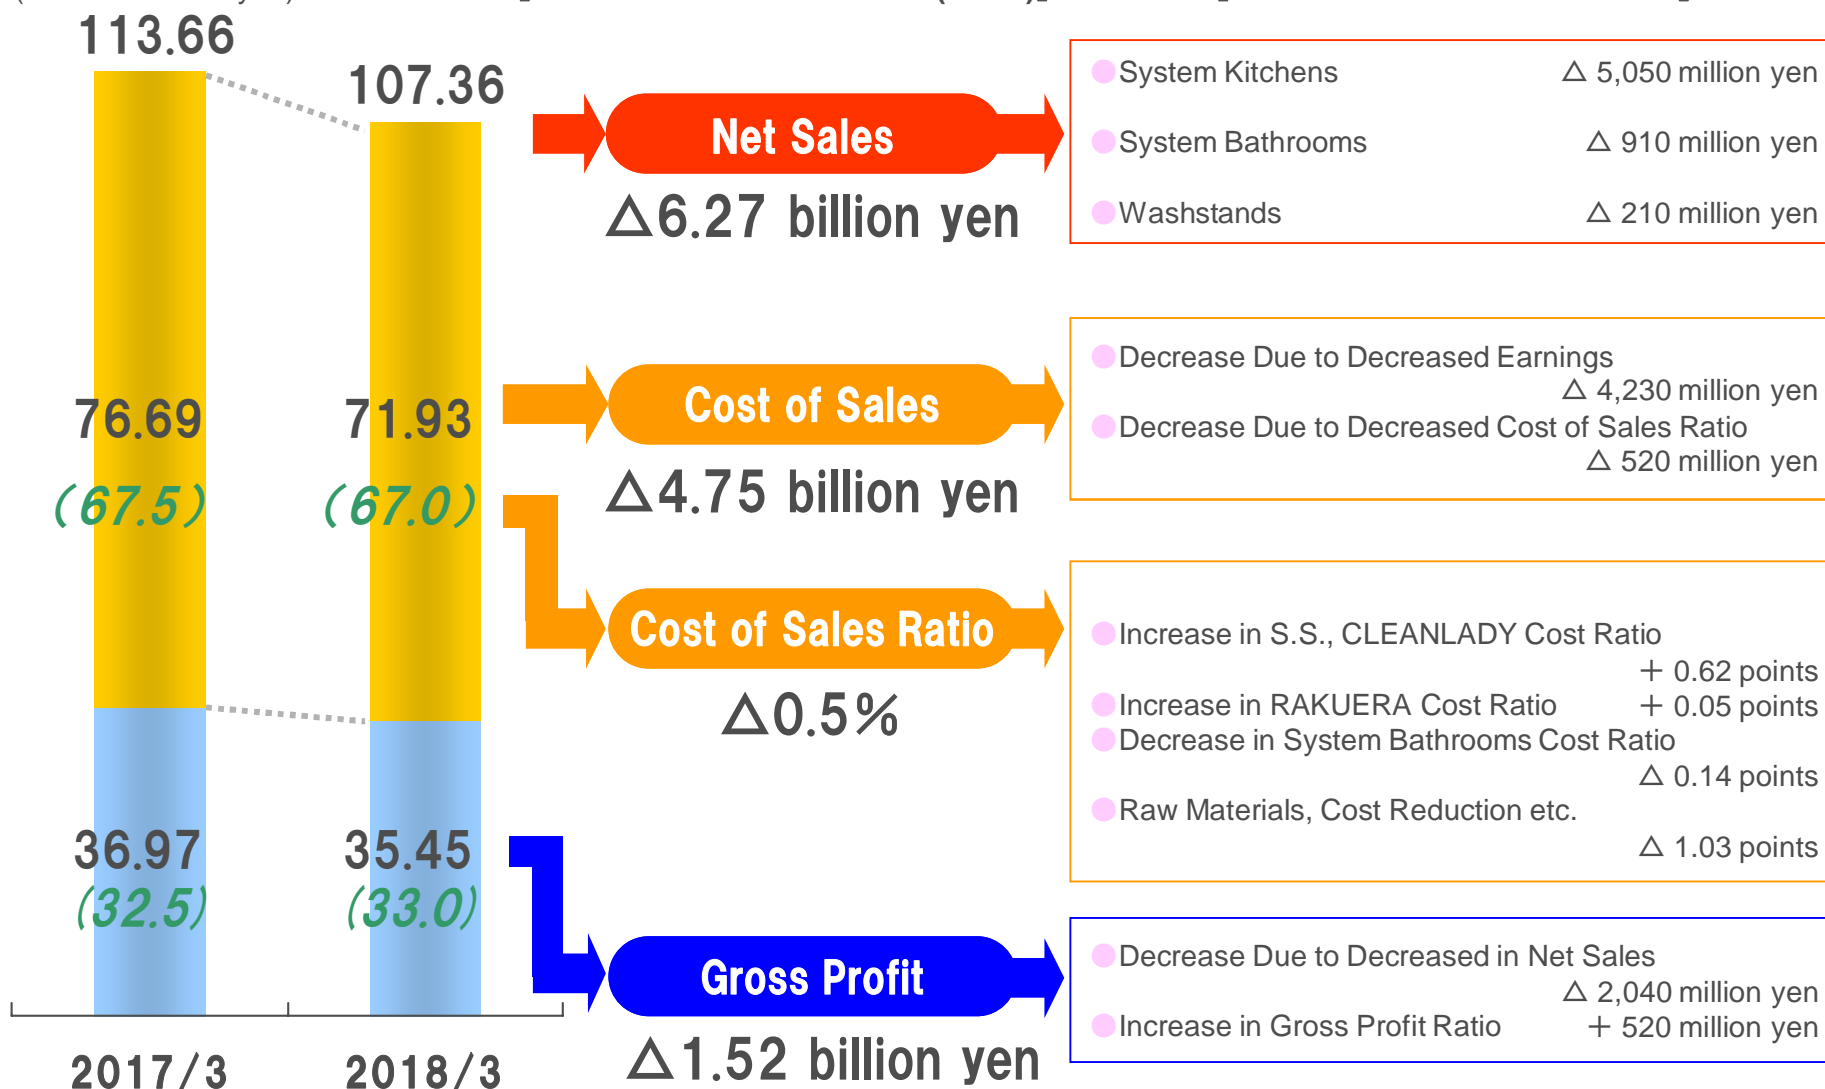 113.66
107.36
76.69
(67.5)
71.93
(67.0)
36.97
(32.5)
35.45
(33.0)
2017/3
2018/3
Net Sales
△6.27 billion yen
System Kitchens △ 5,050 million yen
System Bathrooms △ 910 million yen
Washstands △ 210 million yen
Cost of Sales
△4.75 billion yen
Decrease Due to Decreased Earnings
△ 4,230 million yen
Decrease Due to Decreased Cost of Sales Ratio
△ 520 million yen
Cost of Sales Ratio
△0.5%
Increase in S.S., CLEANLADY Cost Ratio
+ 0.62 points
Increase in RAKUERA Cost Ratio + 0.05 points
Decrease in System Bathrooms Cost Ratio
△ 0.14 points
Raw Materials, Cost Reduction etc.
△ 1.03 points
Gross Profit
△1.52 billion yen
Decrease Due to Decreased in Net Sales
△ 2,040 million yen
Increase in Gross Profit Ratio + 520 million yen